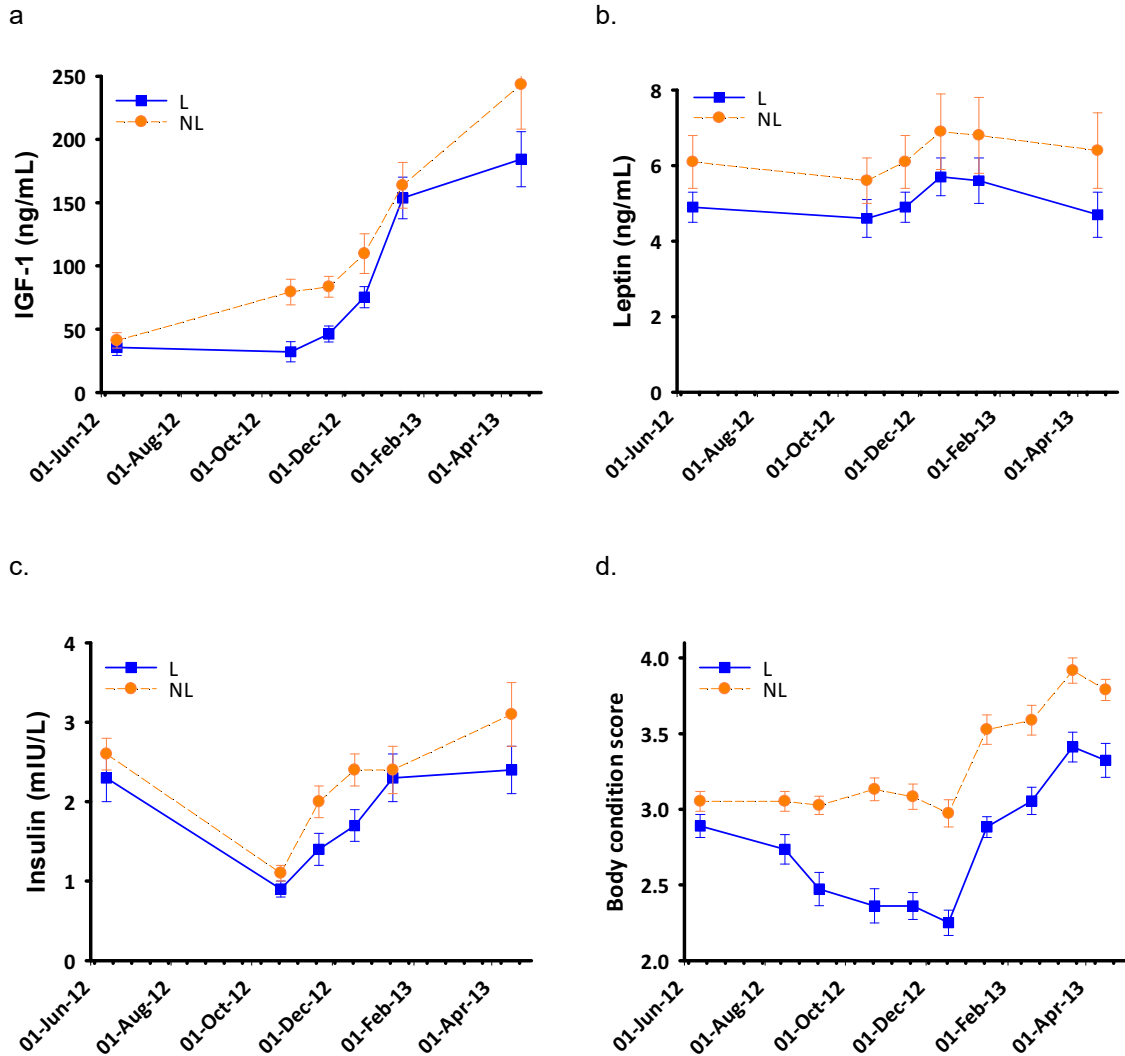 a
b.
IGF-1 (ng/mL)
250
200
150
100
50
0
L
NL
01-Jun-12
01-Aug-12
01-Oct-12
01-Dec-12
01-Feb-13
01-Apr-13
Leptin (ng/mL)
8
6
4
2
0
L
NL
01-Jun-12
01-Aug-12
01-Oct-12
01-Dec-12
01-Feb-13
01-Apr-13
c.
d.
Insulin (mIU/L)
4
3
2
1
0
L
NL
01-Jun-12
01-Aug-12
01-Oct-12
01-Dec-12
01-Feb-13
01-Apr-13
Body condition score
4.0
3.5
3.0
2.5
2.0
L
NL
01-Jun-12
01-Aug-12
01-Oct-12
01-Dec-12
01-Feb-13
01-Apr-13